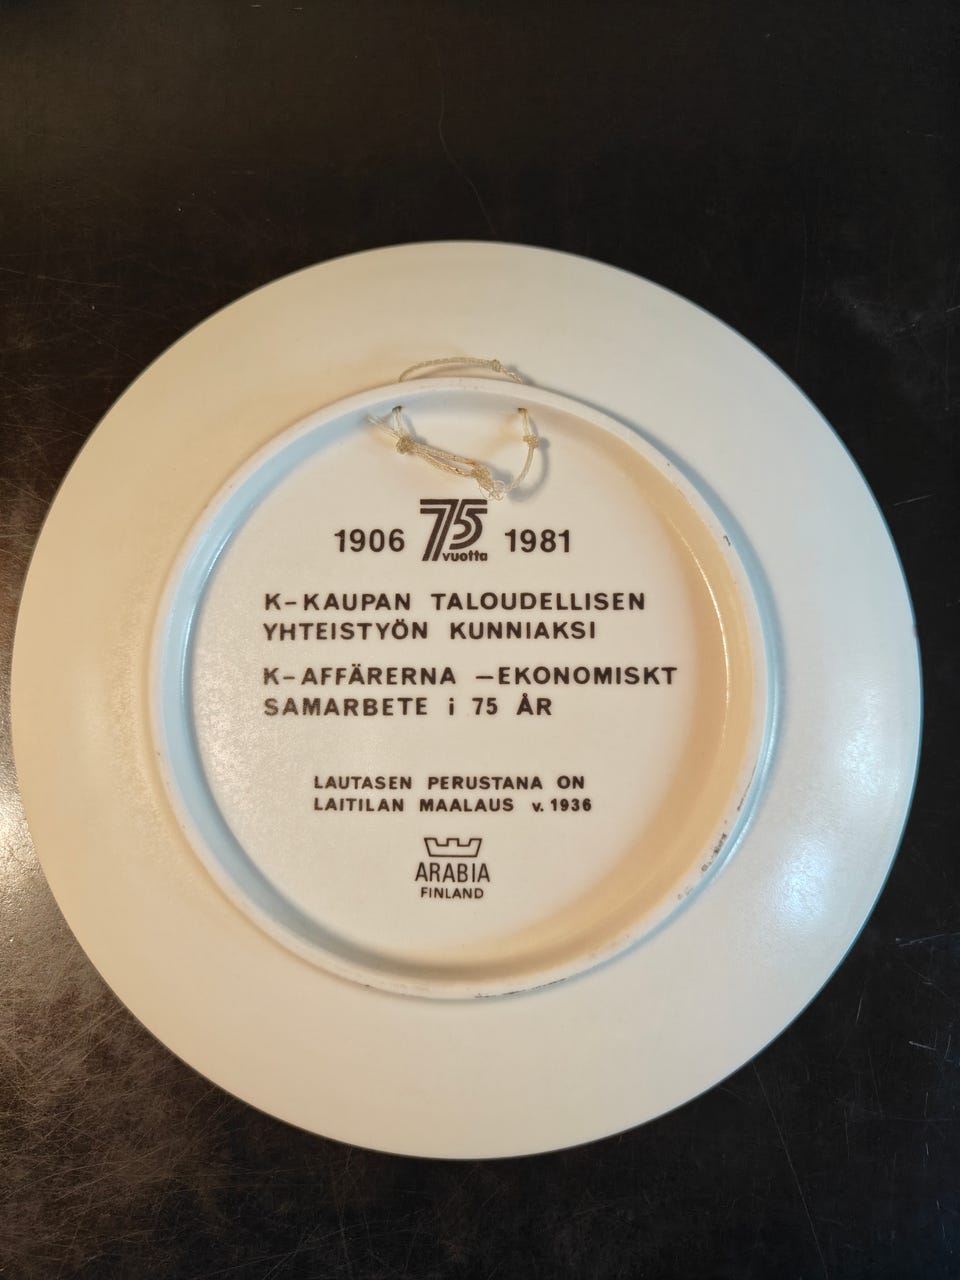 1906 75 vuotta 1981
K-KAUPAN TALOUDELLISEN
YHTEISTYÖN KUNNIAKSI
K-AFFÄRERNA -EKONOMISKT
SAMARBETE i 75 ÅR
LAUTASEN PERUSTANA ON
LAITILAN MAALAUS v. 1936
ARABIA
FINLAND